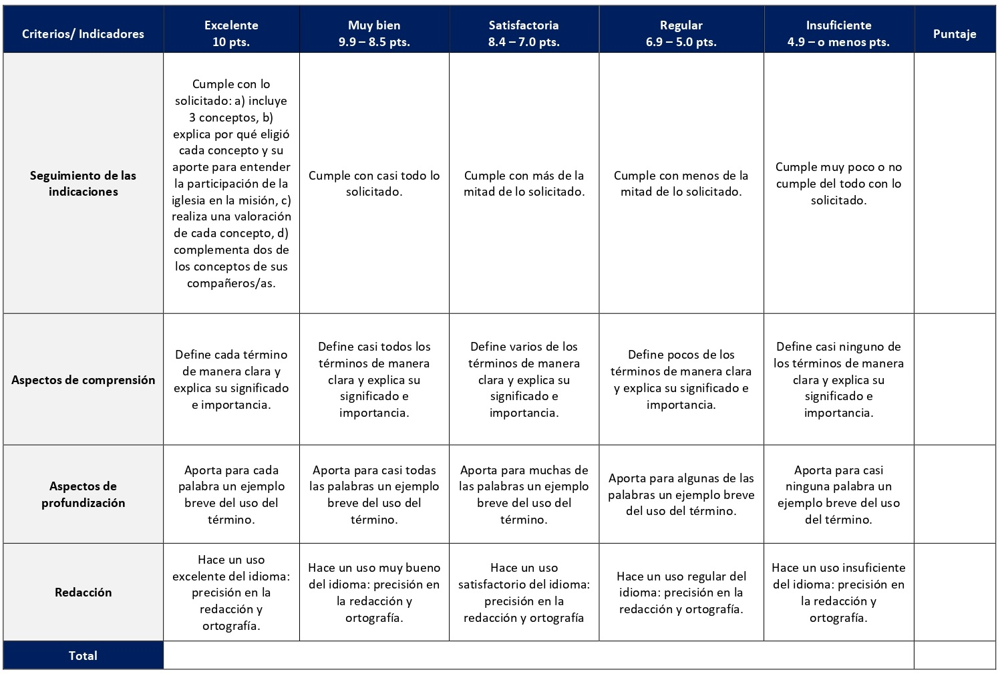 Criterios/ Indicadores
Excelente
10 pts.
Muy bien
9.9 – 8.5 pts.
Satisfactoria
8.4 – 7.0 pts.
Regular
6.9 – 5.0 pts.
Insuficiente
4.9 – o menos pts.
Puntaje
Seguimiento de las
indicaciones
Cumple con lo
solicitado: a) incluye
3 conceptos, b)
explica por qué eligió
cada concepto y su
aporte para entender
la participación de la
iglesia en la misión, c)
realiza una valoración
de cada concepto, d)
complementa dos de
los conceptos de sus
compañeros/as.
Cumple con casi todo lo
solicitado.
Cumple con más de la
mitad de lo solicitado.
Cumple con menos de la
mitad de lo solicitado.
Cumple muy poco o no
cumple del todo con lo
solicitado.
Aspectos de comprensión
Define cada término
de manera clara y
explica su significado
e importancia.
Define casi todos los
términos de manera
clara y explica su
significado e
importancia.
Define varios de los
términos de manera
clara y explica su
significado e
importancia.
Define pocos de los
términos de manera clara
y explica su significado e
importancia.
Define casi ninguno de
los términos de manera
clara y explica su
significado e
importancia.
Aspectos de
profundización
Aporta para cada
palabra un ejemplo
breve del uso del
término.
Aporta para casi todas
las palabras un ejemplo
breve del uso del
término.
Aporta para muchas de
las palabras un ejemplo
breve del uso del
término.
Aporta para algunas de las
palabras un ejemplo breve
del uso del término.
Aporta para casi
ninguna palabra un
ejemplo breve del uso
del término.
Redacción
Hace un uso
excelente del idioma:
precisión en la
redacción y
ortografía.
Hace un uso muy bueno
del idioma: precisión en
la redacción y
ortografía.
Hace un uso
satisfactorio del idioma:
precisión en la
redacción y ortografía
Hace un uso regular del
idioma: precisión en la
redacción y ortografía.
Hace un uso insuficiente
del idioma: precisión en
la redacción y
ortografía.
Total